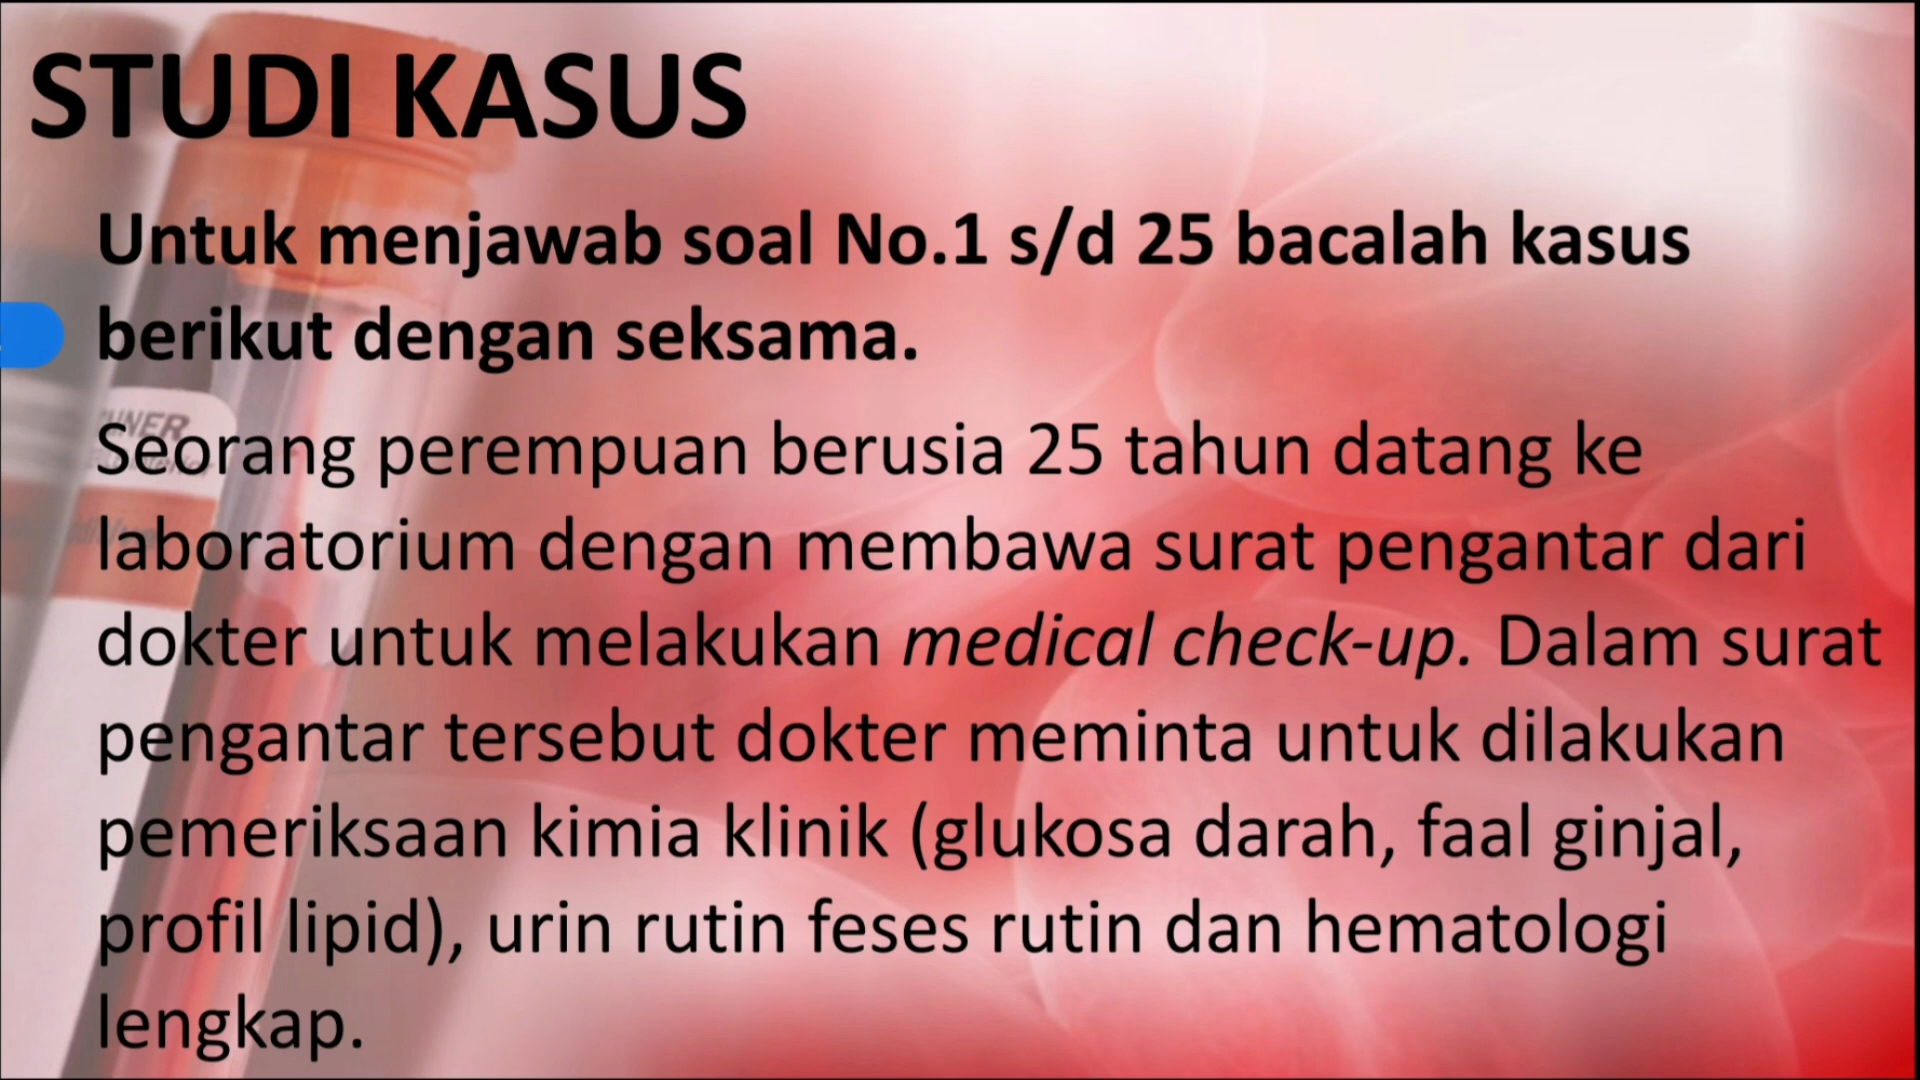 STUDI KASUS
Untuk menjawab soal No.1 s/d 25 bacalah kasus
berikut dengan seksama.
Seorang perempuan berusia 25 tahun datang ke
laboratorium dengan membawa surat pengantar dari
dokter untuk melakukan medical check-up. Dalam surat
pengantar tersebut dokter meminta untuk dilakukan
pemeriksaan kimia klinik (glukosa darah, faal ginjal,
profil lipid), urin rutin feses rutin dan hematologi
lengkap.